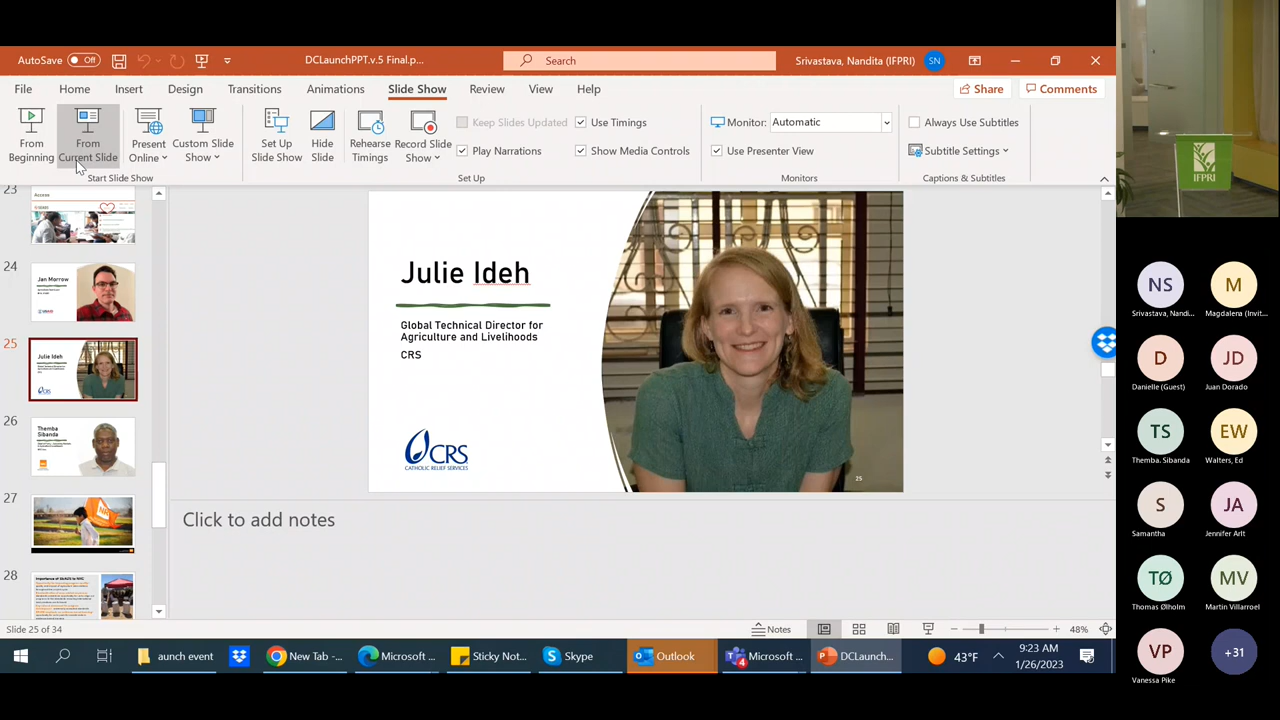 AutoSave Off
DCLaunchPPT.v.5 Final.p...
Search
Srivastava, Nandita (IFPRI) SN
File Home Insert Design Transitions Animations Slide Show Review View Help Share Comments
From Beginning
From Current Slide
Present Online
Custom Slide Show
Start Slide Show
Set Up Slide Show
Hide Slide
Rehearse Timings
Record Slide Show
Keep Slides Updated
Play Narrations
Use Timings
Show Media Controls
Set Up
Monitor: Automatic
Use Presenter View
Monitors
Always Use Subtitles
Subtitle Settings
Captions & Subtitles
IFPRI
23
24
Jan Morrow
25
Julie Ideh
26
Themba
Sibanda
27
28
Julie Ideh
Global Technical Director for
Agriculture and Livelihoods
CRS
CRS
CATHOLIC RELIEF SERVICES
25
Click to add notes
NS
Srivastava, Nandi...
M
Magdalena (Invit...
D
Danielle (Guest)
JD
Juan Dorado
TS
Themba. Sibanda
EW
Walters, Ed
S
Samantha
JA
Jennifer Arlt
TØ
Thomas Ølholm
MV
Martin Villarroel
VP
Vanessa Pike
+31
Slide 25 of 34
Notes
48%
aunch event
New Tab -...
Microsoft ...
Sticky Not...
Skype
Outlook
Microsoft ...
DCLaunch...
43°F
9:23 AM
1/26/2023